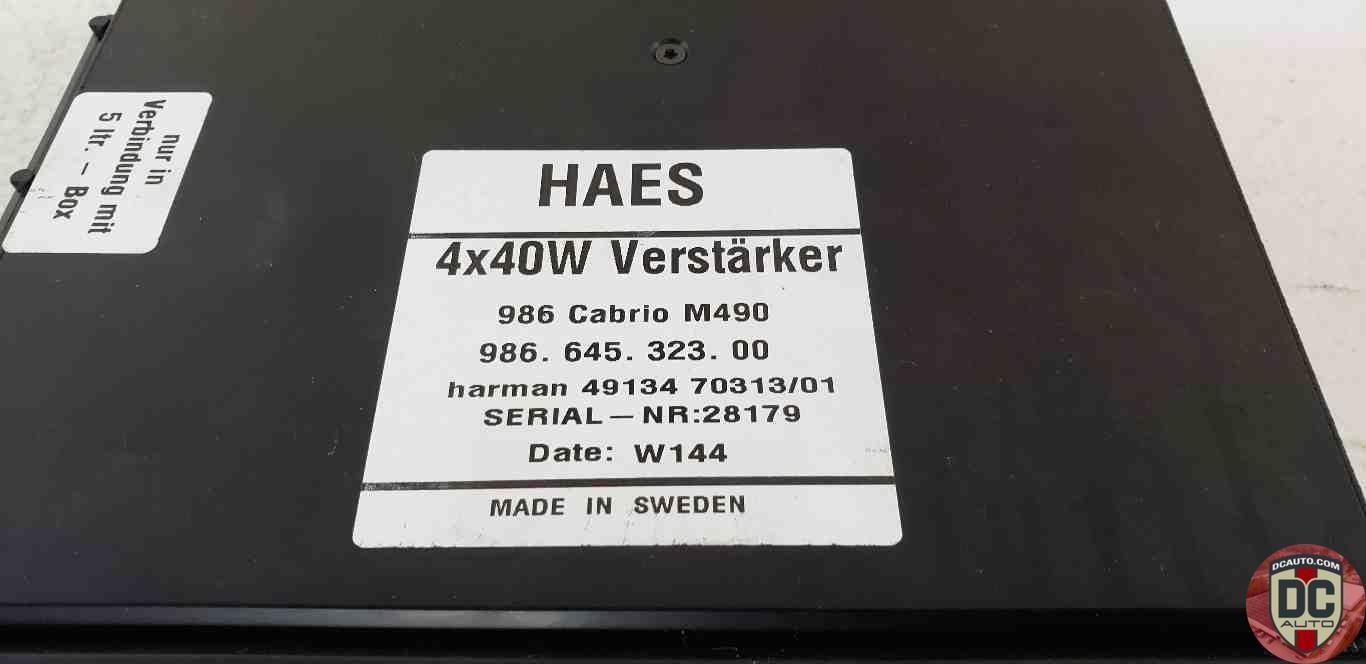 nur in
Verbindung mit
5 ltr. – Box
HAES
4x40W Verstärker
986 Cabrio M490
986. 645. 323. 00
harman 49134 70313/01
SERIAL – NR:28179
Date: W144
MADE IN SWEDEN
DCAUTO.COM
DC
AUTO